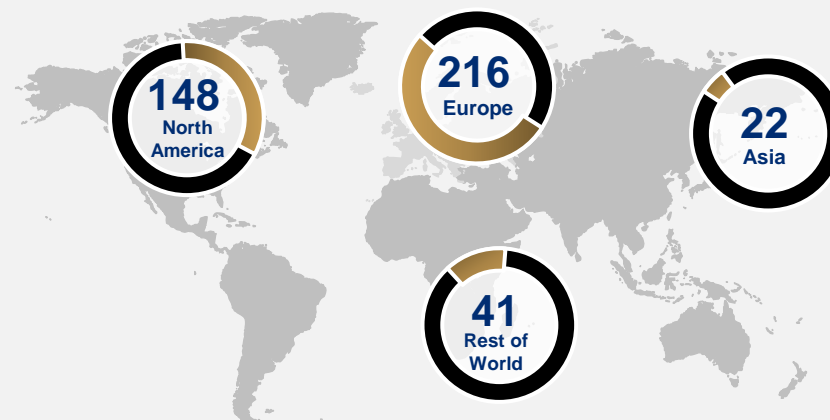 148
North
America
216
Europe
22
Asia
41
Rest of
World